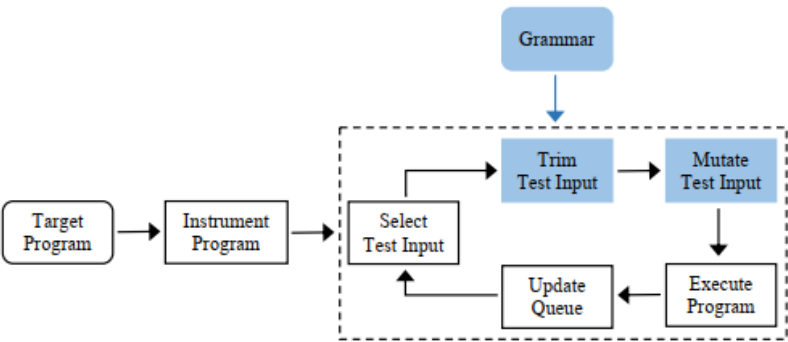 Grammar
Trim
Test Input
Mutate
Test Input
Target
Program
Instrument
Program
Select
Test Input
Update
Queue
Execute
Program